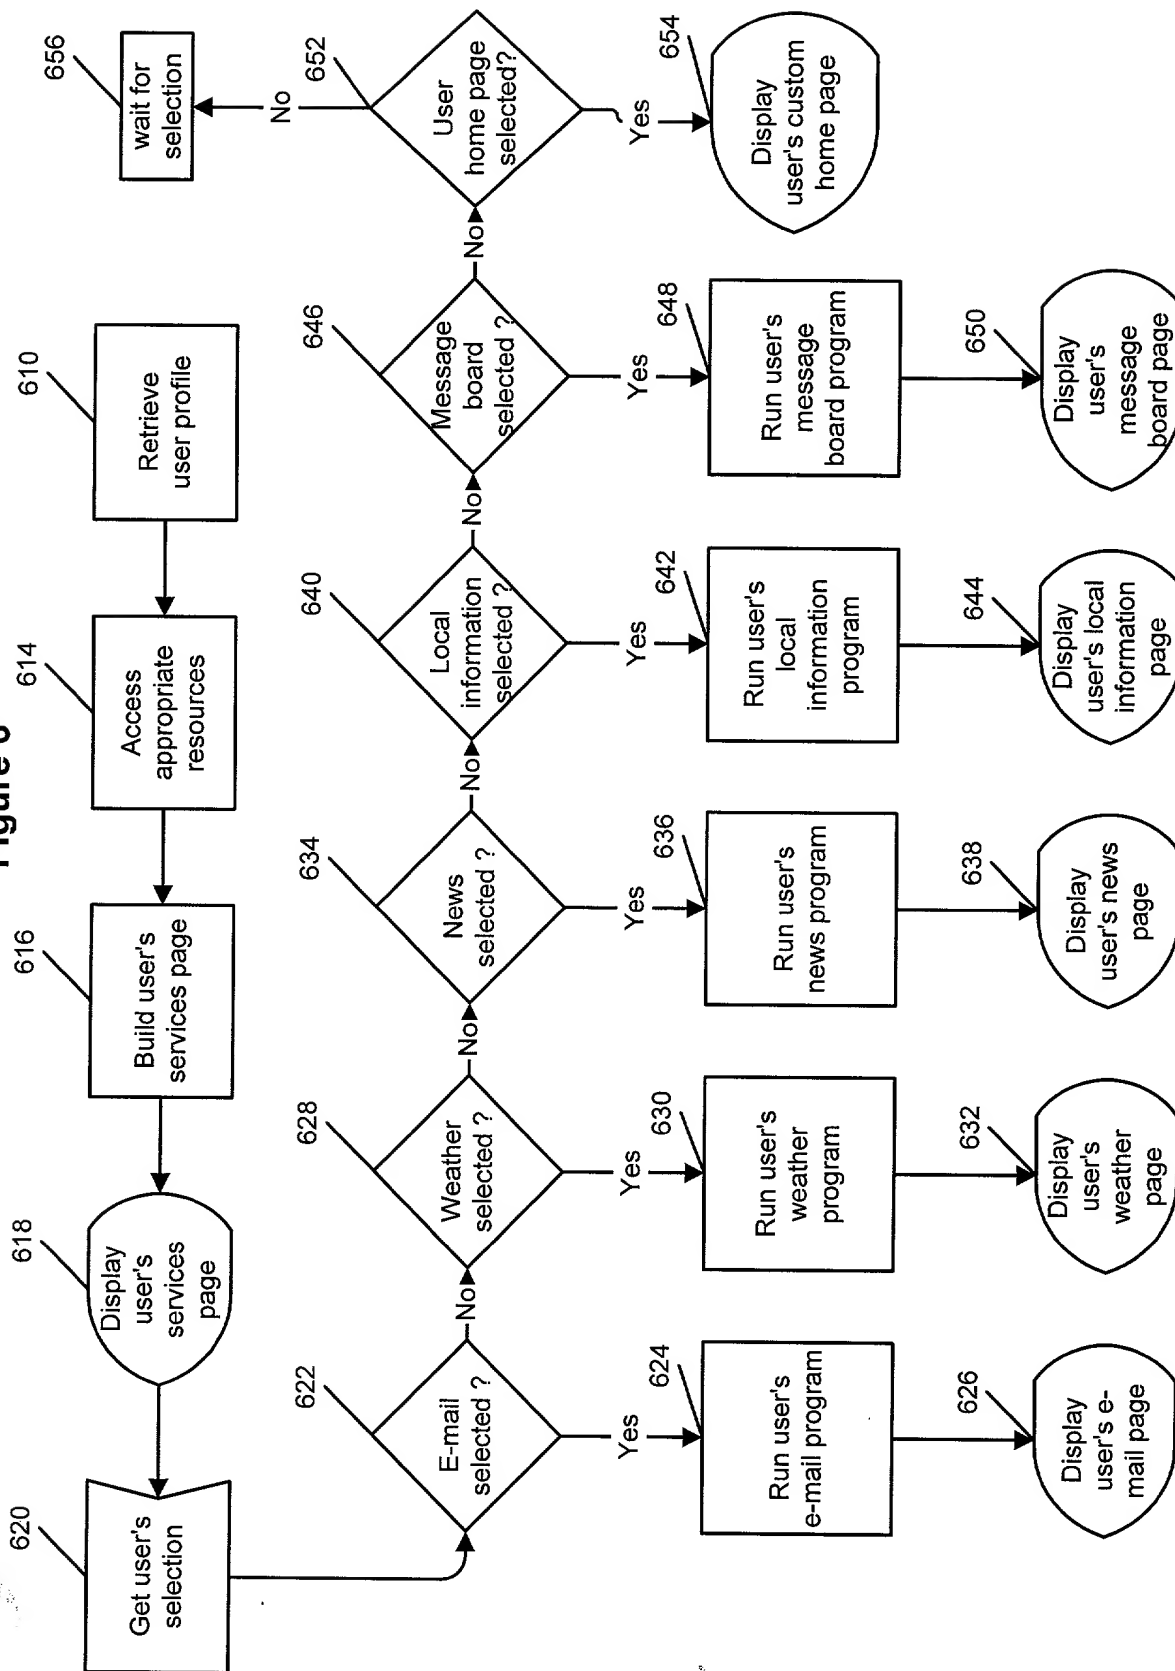 Figure
620
Get user's
selection
618
Display
user's
services
page
616
Build user's
services page
614
Access
appropriate
resources
610
Retrieve
user profile
656
wait for
selection
No
622
E-mail
selected ?
No
628
Weather
selected ?
No
634
News
selected ?
No
640
Local
information
selected ?
No
646
Message
board
selected ?
No
652
User
home page
selected?
Yes
Yes
Yes
Yes
Yes
Yes
624
Run user's
e-mail program
630
Run user's
weather
program
636
Run user's
news program
642
Run user's
local
information
program
648
Run user's
message
board program
654
Display
user's custom
home page
626
Display
user's e-
mail page
632
Display
user's
weather
page
638
Display
user's news
page
644
Display
user's local
information
page
650
Display
user's
message
board page